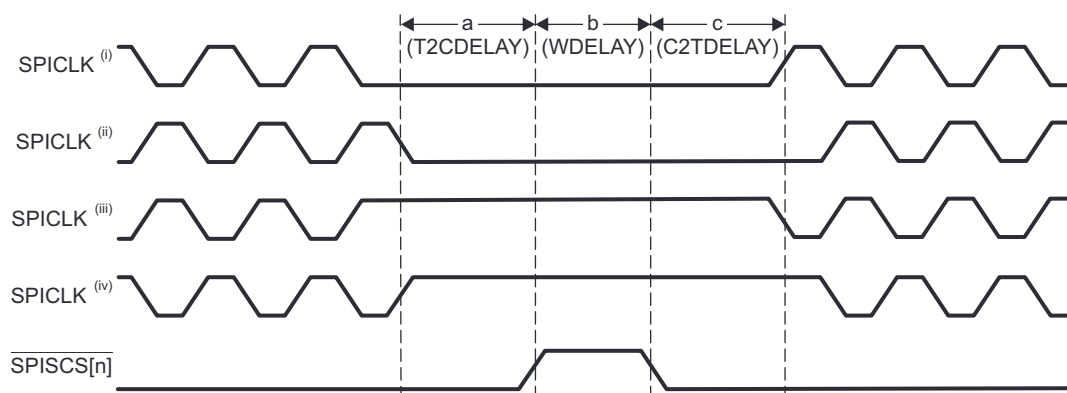 a b c
(T2CDELAY) (WDELAY) (C2TDELAY)
SPICLK (i)
SPICLK (ii)
SPICLK (iii)
SPICLK (iv)
SPISCS[n]